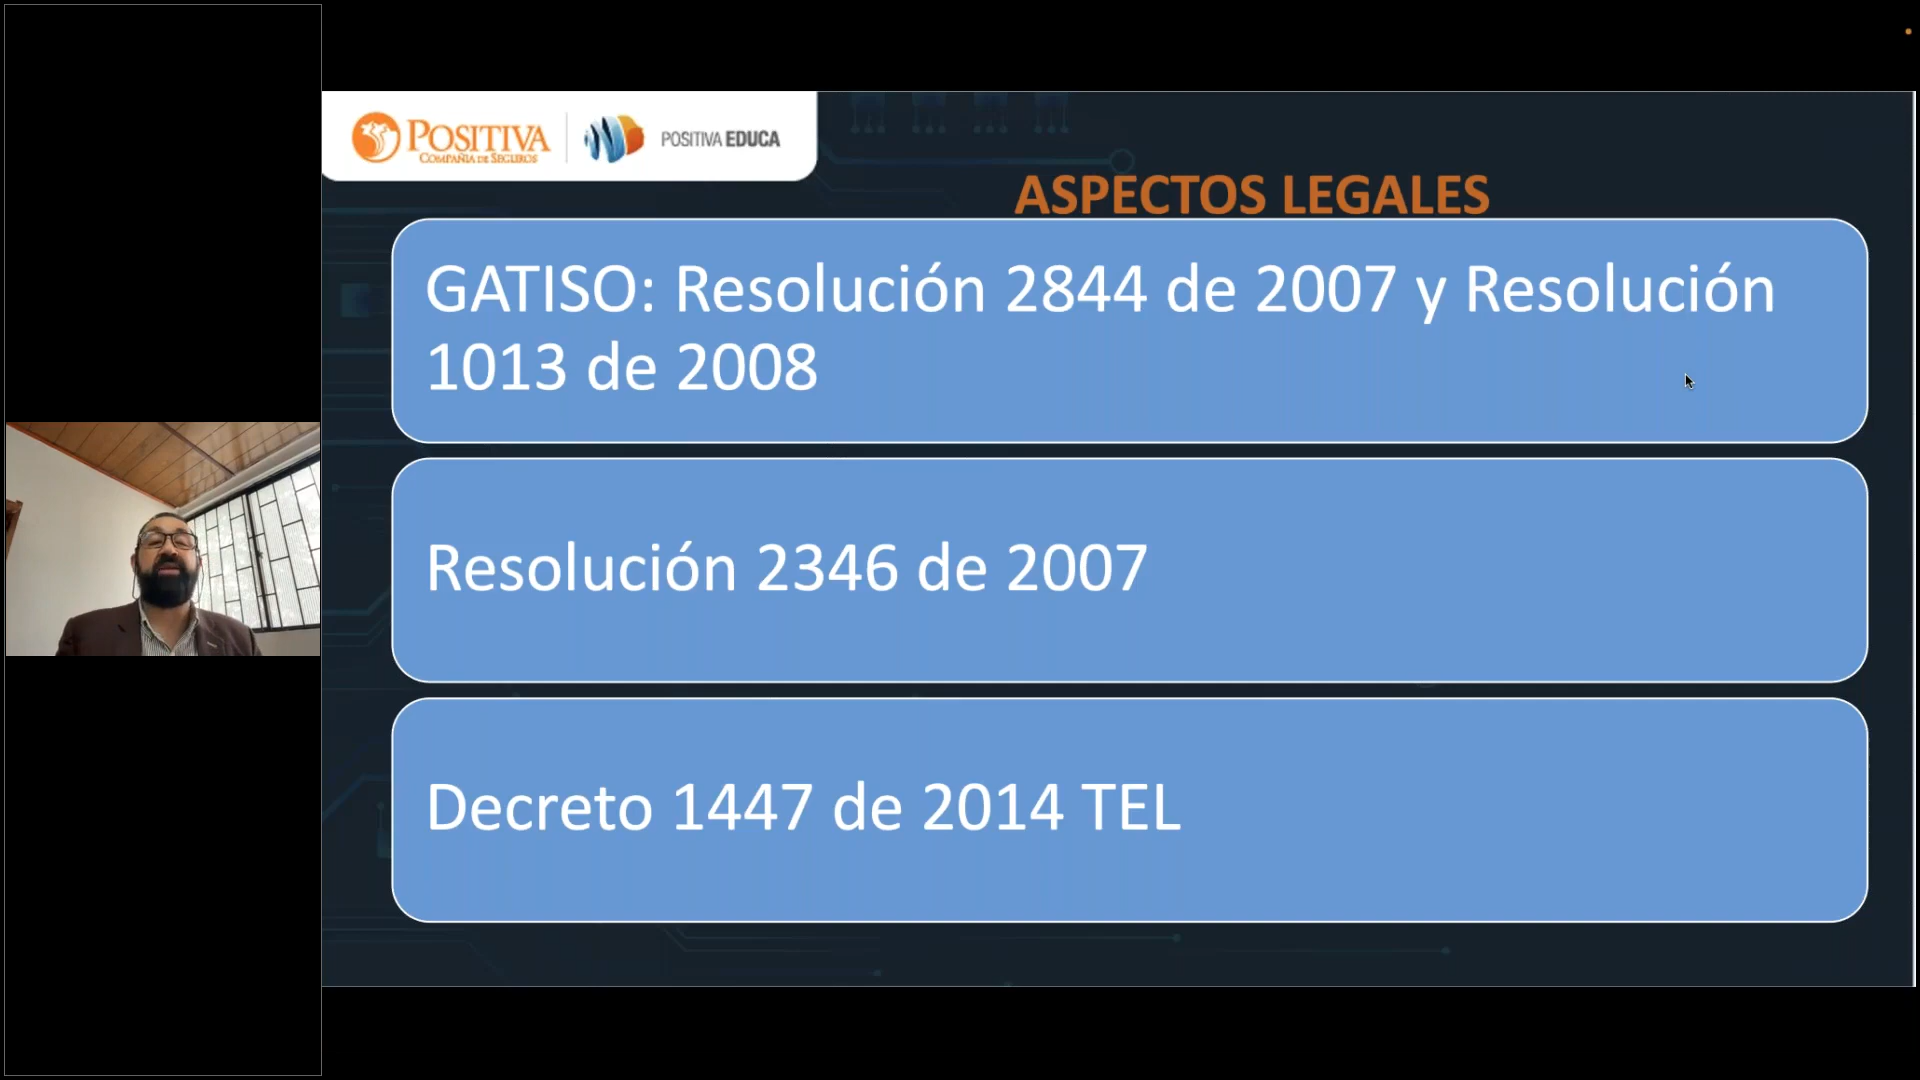 POSITIVA
COMPAÑIA DE SEGUROS
POSITIVA EDUCA
ASPECTOS LEGALES
GATISO: Resolución 2844 de 2007 y Resolución
1013 de 2008
Resolución 2346 de 2007
Decreto 1447 de 2014 TEL